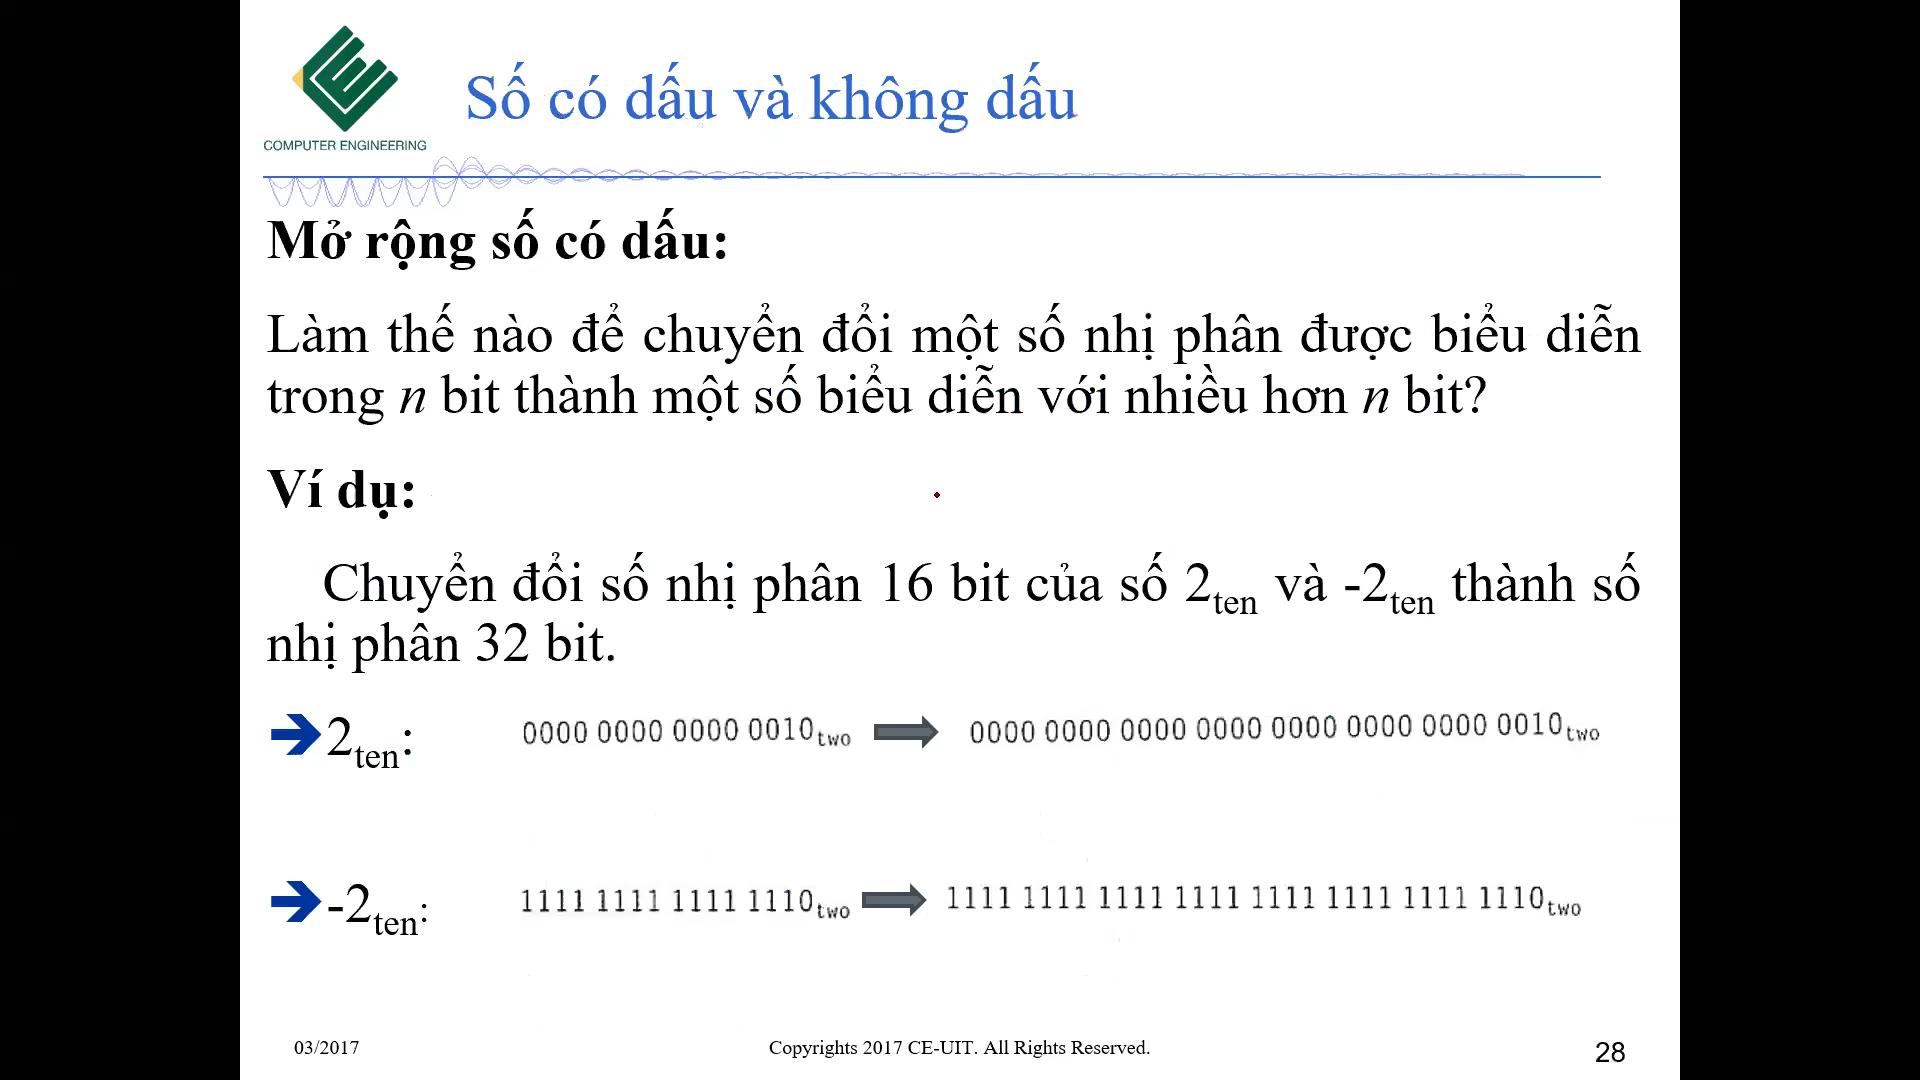 COMPUTER ENGINEERING
Số có dấu và không dấu
Mở rộng số có dấu:
Làm thế nào để chuyển đổi một số nhị phân được biểu diễn
trong n bit thành một số biểu diễn với nhiều hơn n bit?
Ví dụ:
Chuyển đổi số nhị phân 16 bit của số 2ten và -2ten thành số
nhị phân 32 bit.
2ten: 0000 0000 0000 0010two 0000 0000 0000 0000 0000 0000 0000 0010two
-2ten: 1111 1111 1111 1110two 1111 1111 1111 1111 1111 1111 1111 1110two
03/2017 Copyrights 2017 CE-UIT. All Rights Reserved. 28